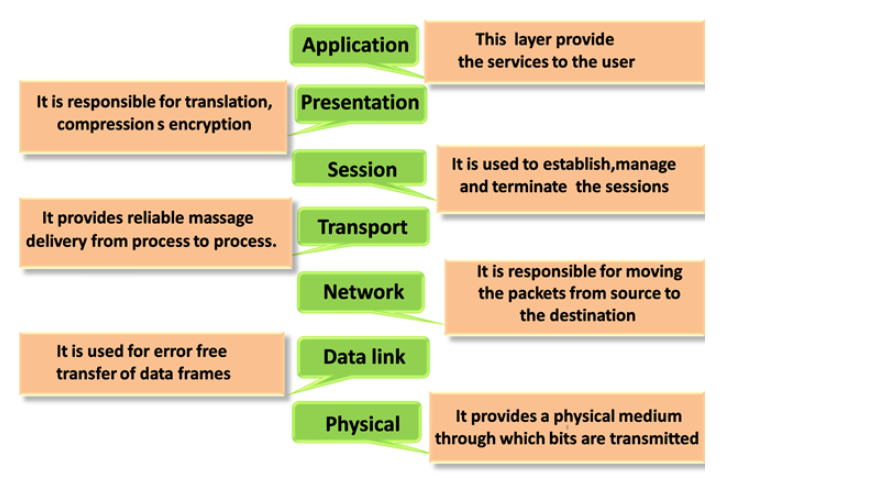 Application
This layer provide
the services to the user
Presentation
It is responsible for translation,
compression s encryption
Session
It is used to establish,manage
and terminate the sessions
Transport
It provides reliable massage
delivery from process to process.
Network
It is responsible for moving
the packets from source to
the destination
Data link
It is used for error free
transfer of data frames
Physical
It provides a physical medium
through which bits are transmitted